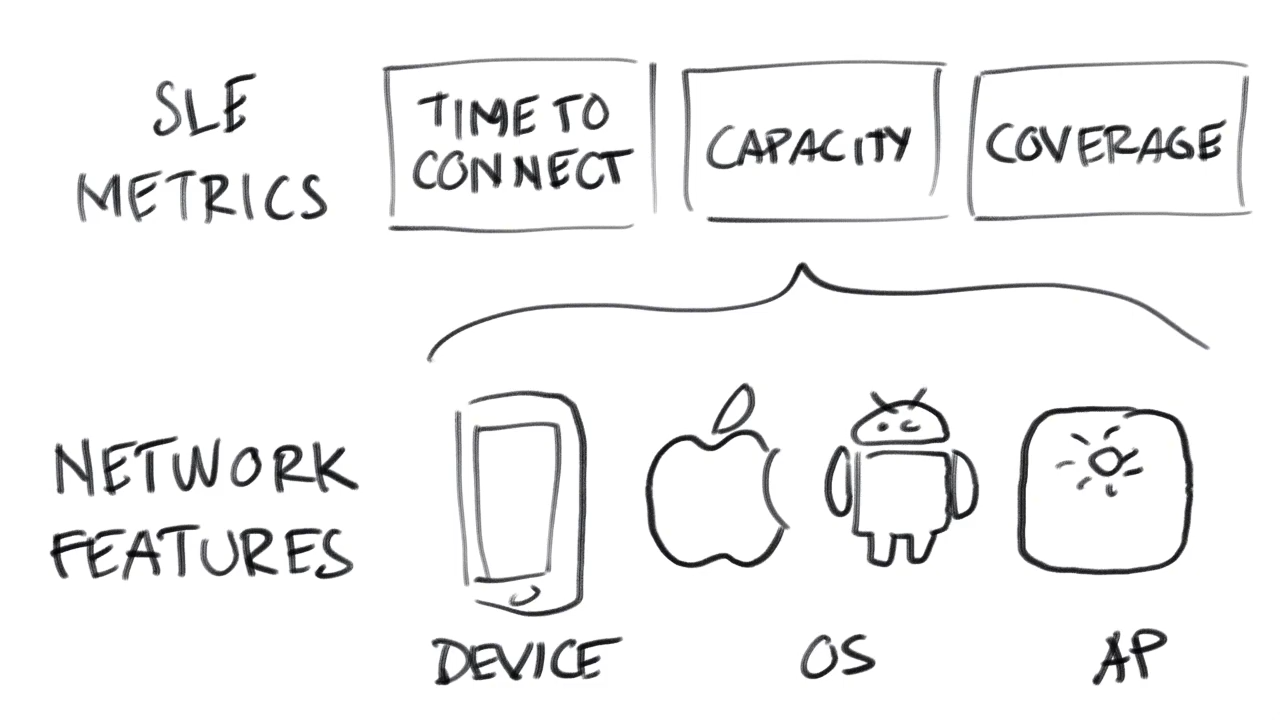 SLE
METRICS
TIME TO
CONNECT
CAPACITY
COVERAGE
NETWORK
FEATURES
DEVICE
OS
AP